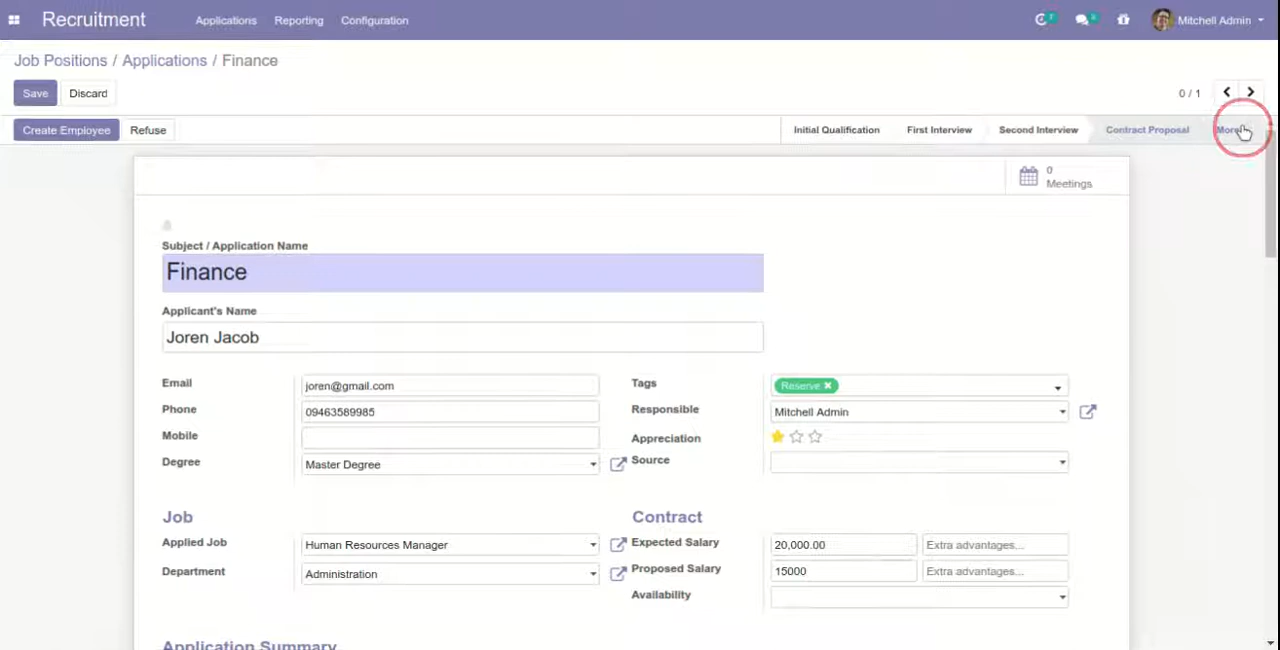 Recruitment Applications Reporting Configuration 7 Mitchell Admin
Job Positions / Applications / Finance
Save Discard 0 / 1
Create Employee Refuse Initial Qualification First Interview Second Interview Contract Proposal More
0
Meetings
Subject / Application Name
Finance
Applicant's Name
Joren Jacob
Email joren@gmail.com Tags Reserve ×
Phone 09463589985 Responsible Mitchell Admin
Mobile Appreciation
Degree Master Degree Source
Job Contract
Applied Job Human Resources Manager Expected Salary 20,000.00 Extra advantages...
Department Administration Proposed Salary 15000 Extra advantages...
Availability
Application Summary